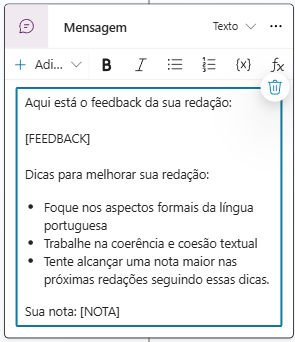 Mensagem
Texto
Adi...
B
I
{x}
fx
Aqui está o feedback da sua redação:
[FEEDBACK]
Dicas para melhorar sua redação:
Foque nos aspectos formais da língua
portuguesa
Trabalhe na coerência e coesão textual
Tente alcançar uma nota maior nas
próximas redações seguindo essas dicas.
Sua nota: [NOTA]